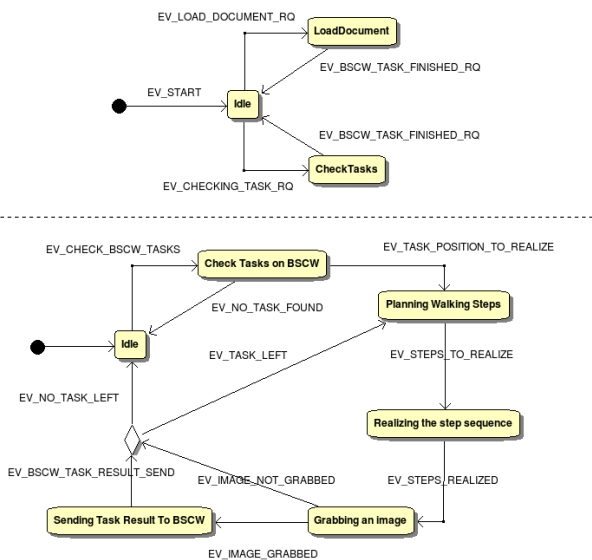 EV_LOAD_DOCUMENT_RQ
LoadDocument
EV_BSCW_TASK_FINISHED_RQ
EV_START
Idle
EV_BSCW_TASK_FINISHED_RQ
CheckTasks
EV_CHECKING_TASK_RQ
EV_CHECK_BSCW_TASKS
EV_TASK_POSITION_TO_REALIZE
Check Tasks on BSCW
Planning Walking Steps
EV_NO_TASK_FOUND
Idle
EV_TASK_LEFT
EV_STEPS_TO_REALIZE
EV_NO_TASK_LEFT
Realizing the step sequence
EV_BSCW_TASK_RESULT_SEND
EV_IMAGE_NOT_GRABBED
EV_STEPS_REALIZED
Sending Task Result To BSCW
Grabbing an image
EV_IMAGE_GRABBED